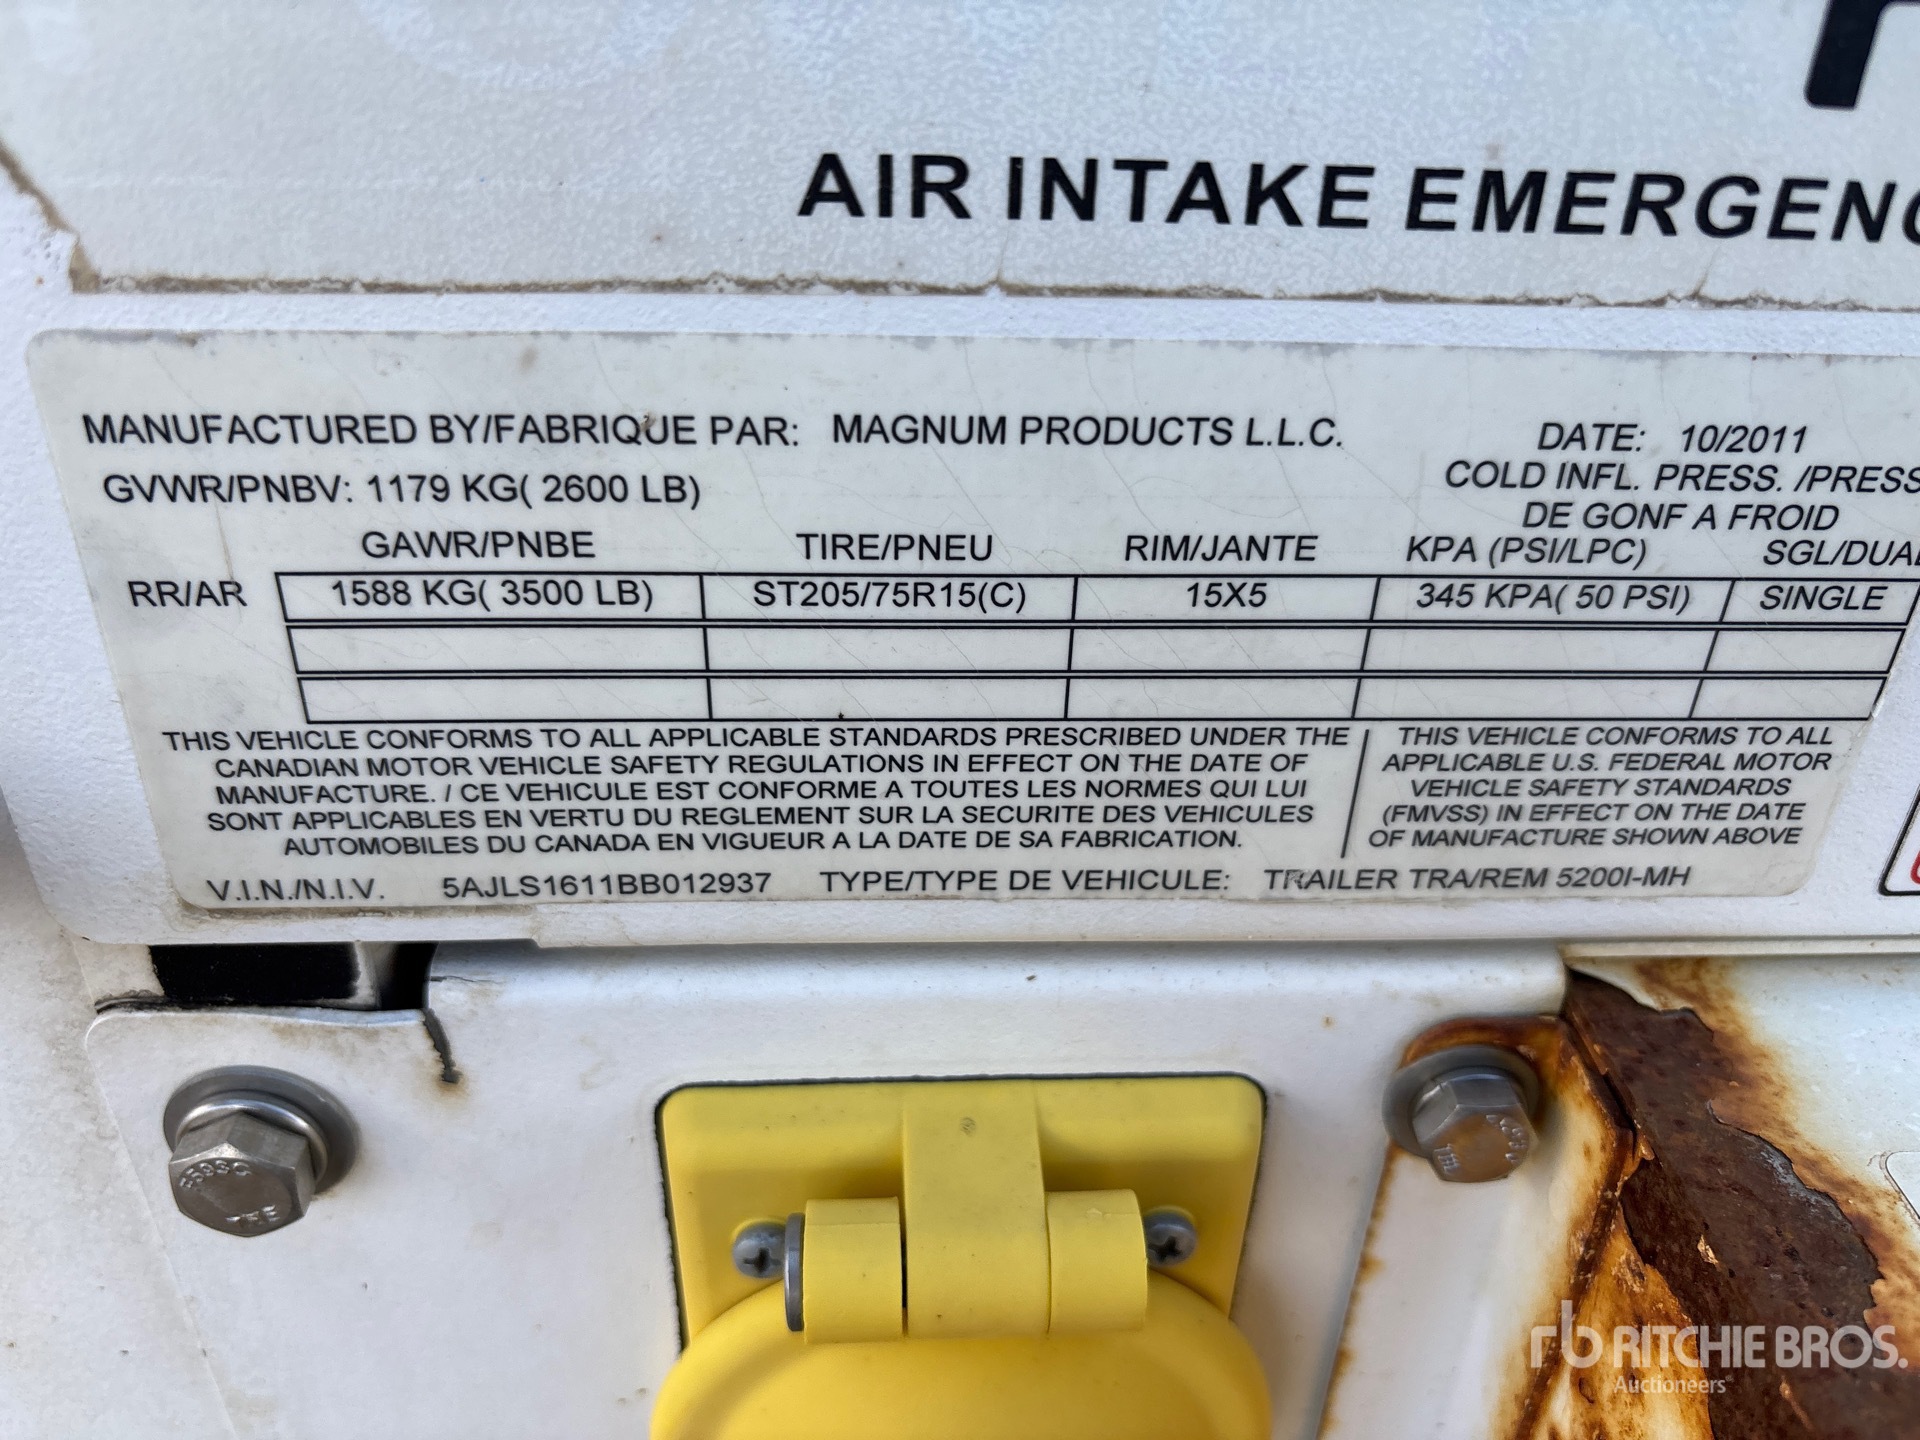 AIR INTAKE EMERGENC
MANUFACTURED BY/FABRIQUE PAR: MAGNUM PRODUCTS L.L.C. DATE: 10/2011
GVWR/PNBV: 1179 KG( 2600 LB) COLD INFL. PRESS. /PRESS
DE GONF A FROID
GAWR/PNBE TIRE/PNEU RIM/JANTE KPA (PSI/LPC) SGL/DUAL
RR/AR 1588 KG( 3500 LB) ST205/75R15(C) 15X5 345 KPA( 50 PSI) SINGLE
THIS VEHICLE CONFORMS TO ALL APPLICABLE STANDARDS PRESCRIBED UNDER THE
CANADIAN MOTOR VEHICLE SAFETY REGULATIONS IN EFFECT ON THE DATE OF
MANUFACTURE. / CE VEHICULE EST CONFORME A TOUTES LES NORMES QUI LUI
SONT APPLICABLES EN VERTU DU REGLEMENT SUR LA SECURITE DES VEHICULES
AUTOMOBILES DU CANADA EN VIGUEUR A LA DATE DE SA FABRICATION.
THIS VEHICLE CONFORMS TO ALL
APPLICABLE U.S. FEDERAL MOTOR
VEHICLE SAFETY STANDARDS
(FMVSS) IN EFFECT ON THE DATE
OF MANUFACTURE SHOWN ABOVE
V.I.N./N.I.V. 5AJLS1611BB012937 TYPE/TYPE DE VEHICULE: TRAILER TRA/REM 5200I-MH
rb RITCHIE BROS.
Auctioneers